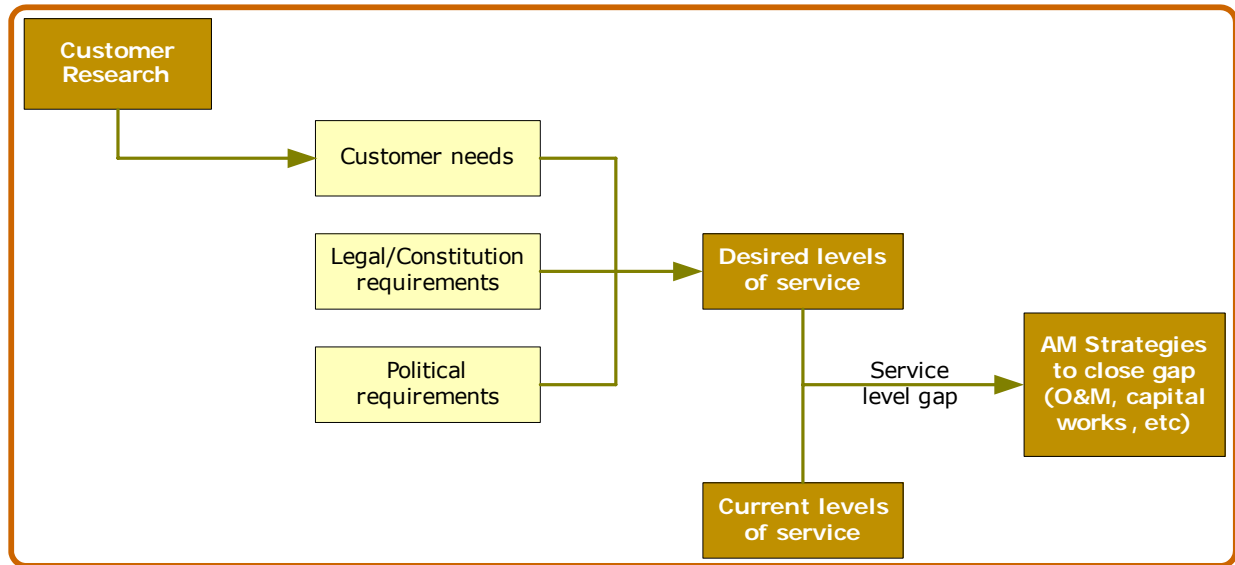 Customer
Research
Customer needs
Legal/Constitution
requirements
Political
requirements
Desired levels
of service
Service
level gap
AM Strategies
to close gap
(O&M, capital
works , etc)
Current levels
of service